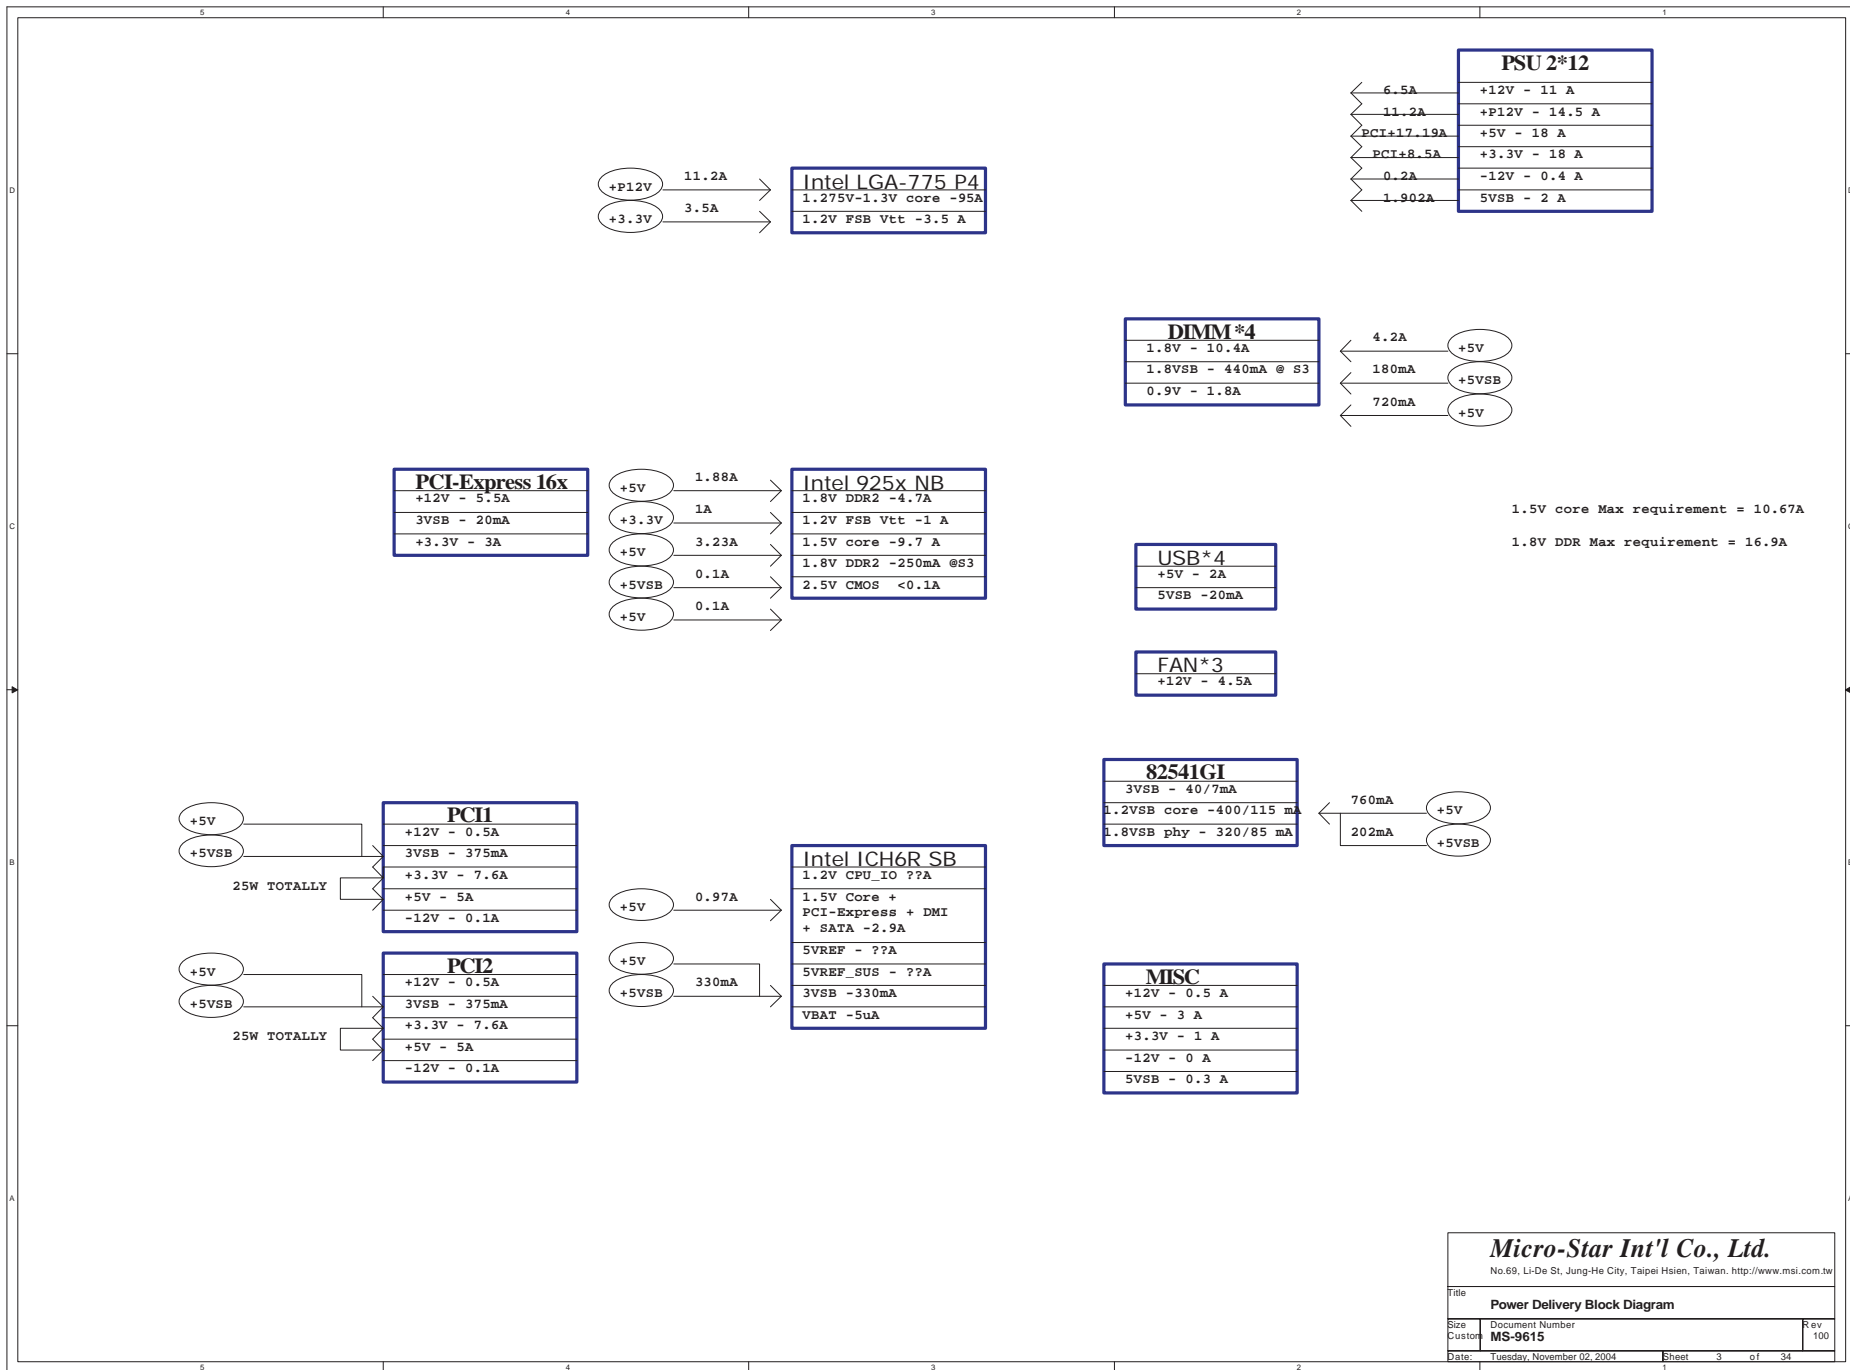 5 4 3 2 1
PSU 2*12
6.5A +12V - 11 A
11.2A +P12V - 14.5 A
PCI+17.19A +5V - 18 A
PCI+8.5A +3.3V - 18 A
0.2A -12V - 0.4 A
1.902A 5VSB - 2 A
D D
Intel LGA-775 P4
+P12V 11.2A 1.275V-1.3V core -95A
+3.3V 3.5A 1.2V FSB Vtt -3.5 A
DIMM *4
1.8V - 10.4A 4.2A +5V
1.8VSB - 440mA @ S3 180mA +5VSB
0.9V - 1.8A 720mA +5V
PCI-Express 16x
+12V - 5.5A
3VSB - 20mA
+3.3V - 3A
Intel 925x NB
+5V 1.88A 1.8V DDR2 -4.7A
+3.3V 1A 1.2V FSB Vtt -1 A
+5V 3.23A 1.5V core -9.7 A
+5VSB 0.1A 1.8V DDR2 -250mA @S3
+5V 0.1A 2.5V CMOS <0.1A
1.5V core Max requirement = 10.67A
1.8V DDR Max requirement = 16.9A
C C
USB*4
+5V - 2A
5VSB -20mA
FAN*3
+12V - 4.5A
82541GI
3VSB - 40/7mA
1.2VSB core -400/115 mA
1.8VSB phy - 320/85 mA
760mA +5V
202mA +5VSB
PCI1
+5V
+5VSB
25W TOTALLY
+12V - 0.5A
3VSB - 375mA
+3.3V - 7.6A
+5V - 5A
-12V - 0.1A
B B
Intel ICH6R SB
1.2V CPU_IO ??A
+5V 0.97A
1.5V Core +
PCI-Express + DMI
+ SATA -2.9A
5VREF - ??A
5VREF_SUS - ??A
+5V
+5VSB 330mA
3VSB -330mA
VBAT -5uA
PCI2
+5V
+5VSB
25W TOTALLY
+12V - 0.5A
3VSB - 375mA
+3.3V - 7.6A
+5V - 5A
-12V - 0.1A
MISC
+12V - 0.5 A
+5V - 3 A
+3.3V - 1 A
-12V - 0 A
5VSB - 0.3 A
A A
Micro-Star Int'l Co., Ltd.
No.69, Li-De St, Jung-He City, Taipei Hsien, Taiwan. http://www.msi.com.tw
Title
Power Delivery Block Diagram
Size Document Number Rev
Custom MS-9615 100
Date: Tuesday, November 02, 2004 Sheet 3 of 34
5 4 3 2 1